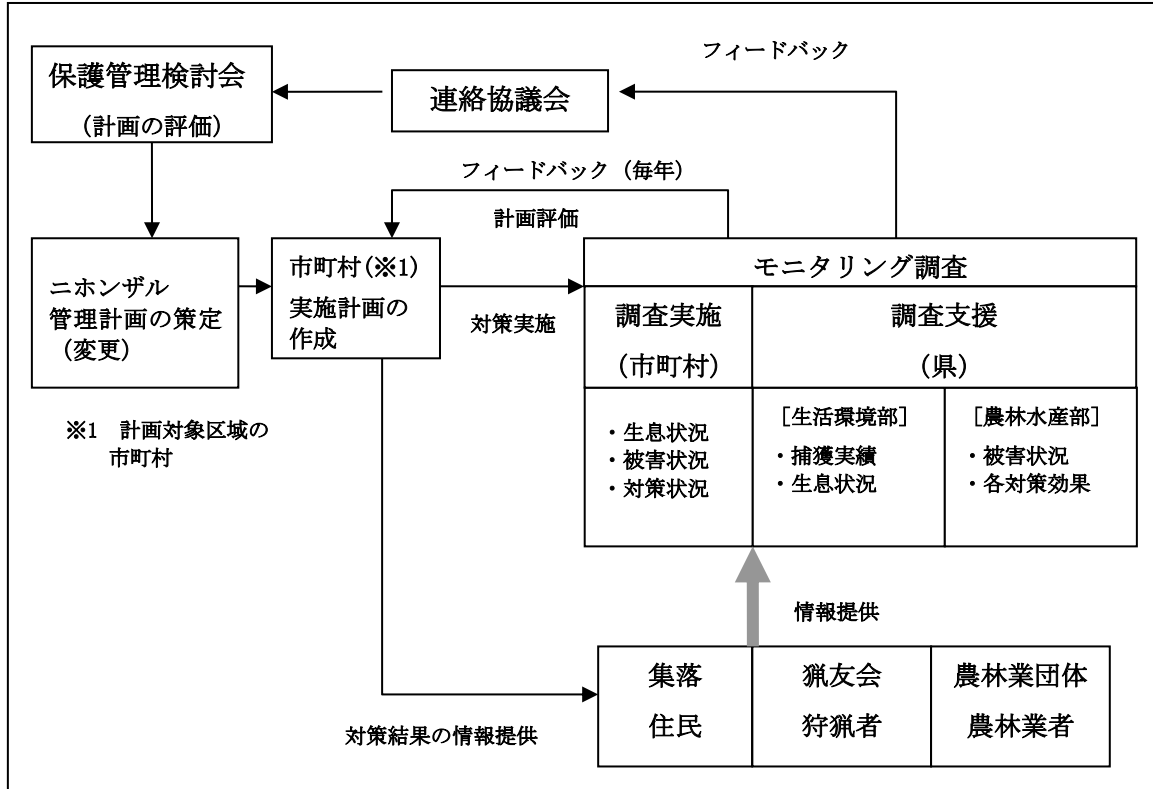 フィードバック
保護管理検討会
(計画の評価)
連絡協議会
フィードバック(毎年)
計画評価
ニホンザル
管理計画の策定
(変更)
市町村(※1)
実施計画の
作成
対策実施
モニタリング調査
調査実施
(市町村)
調査支援
(県)
・生息状況
・被害状況
・対策状況
[生活環境部]
・捕獲実績
・生息状況
[農林水産部]
・被害状況
・各対策効果
※1 計画対象区域の
市町村
情報提供
対策結果の情報提供
集落
住民
猟友会
狩猟者
農林業団体
農林業者